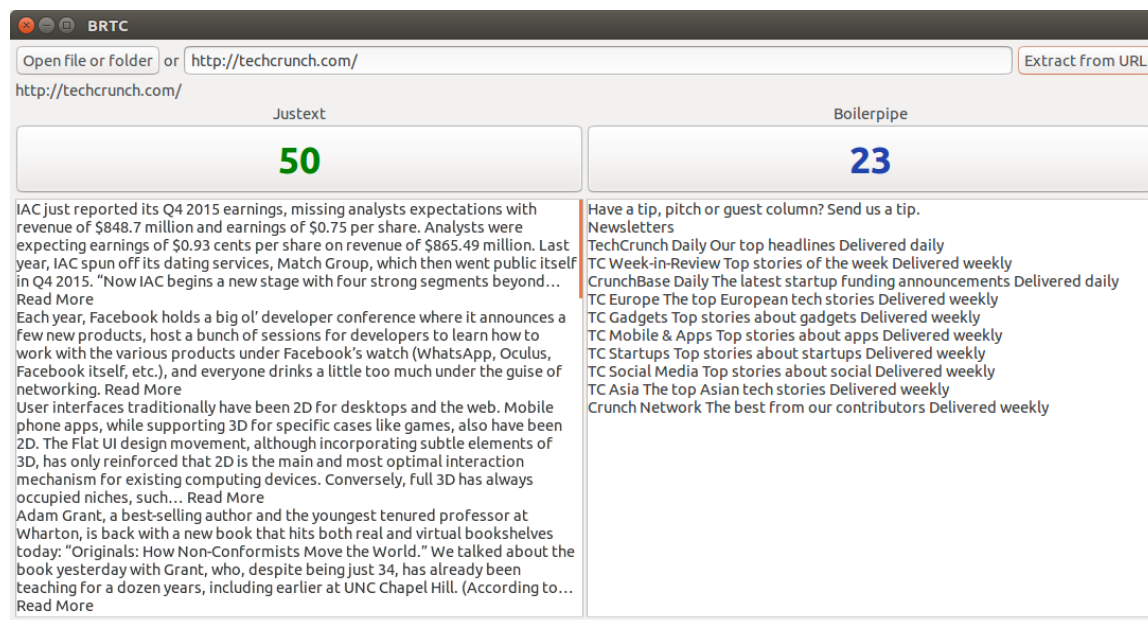 BRTC
Open file or folder or http://techcrunch.com/ Extract from URL
http://techcrunch.com/
Justext
Boilerpipe
50
23
IAC just reported its Q4 2015 earnings, missing analysts expectations with
revenue of $848.7 million and earnings of $0.75 per share. Analysts were
expecting earnings of $0.93 cents per share on revenue of $865.49 million. Last
year, IAC spun off its dating services, Match Group, which then went public itself
in Q4 2015. “Now IAC begins a new stage with four strong segments beyond…
Read More
Each year, Facebook holds a big ol’ developer conference where it announces a
few new products, host a bunch of sessions for developers to learn how to
work with the various products under Facebook’s watch (WhatsApp, Oculus,
Facebook itself, etc.), and everyone drinks a little too much under the guise of
networking. Read More
User interfaces traditionally have been 2D for desktops and the web. Mobile
phone apps, while supporting 3D for specific cases like games, also have been
2D. The Flat UI design movement, although incorporating subtle elements of
3D, has only reinforced that 2D is the main and most optimal interaction
mechanism for existing computing devices. Conversely, full 3D has always
occupied niches, such… Read More
Adam Grant, a best-selling author and the youngest tenured professor at
Wharton, is back with a new book that hits both real and virtual bookshelves
today: “Originals: How Non-Conformists Move the World.” We talked about the
book yesterday with Grant, who, despite being just 34, has already been
teaching for a dozen years, including earlier at UNC Chapel Hill. (According to…
Read More
Have a tip, pitch or guest column? Send us a tip.
Newsletters
TechCrunch Daily Our top headlines Delivered daily
TC Week-in-Review Top stories of the week Delivered weekly
CrunchBase Daily The latest startup funding announcements Delivered daily
TC Europe The top European tech stories Delivered weekly
TC Gadgets Top stories about gadgets Delivered weekly
TC Mobile & Apps Top stories about apps Delivered weekly
TC Startups Top stories about startups Delivered weekly
TC Social Media Top stories about social Delivered weekly
TC Asia The top Asian tech stories Delivered weekly
Crunch Network The best from our contributors Delivered weekly